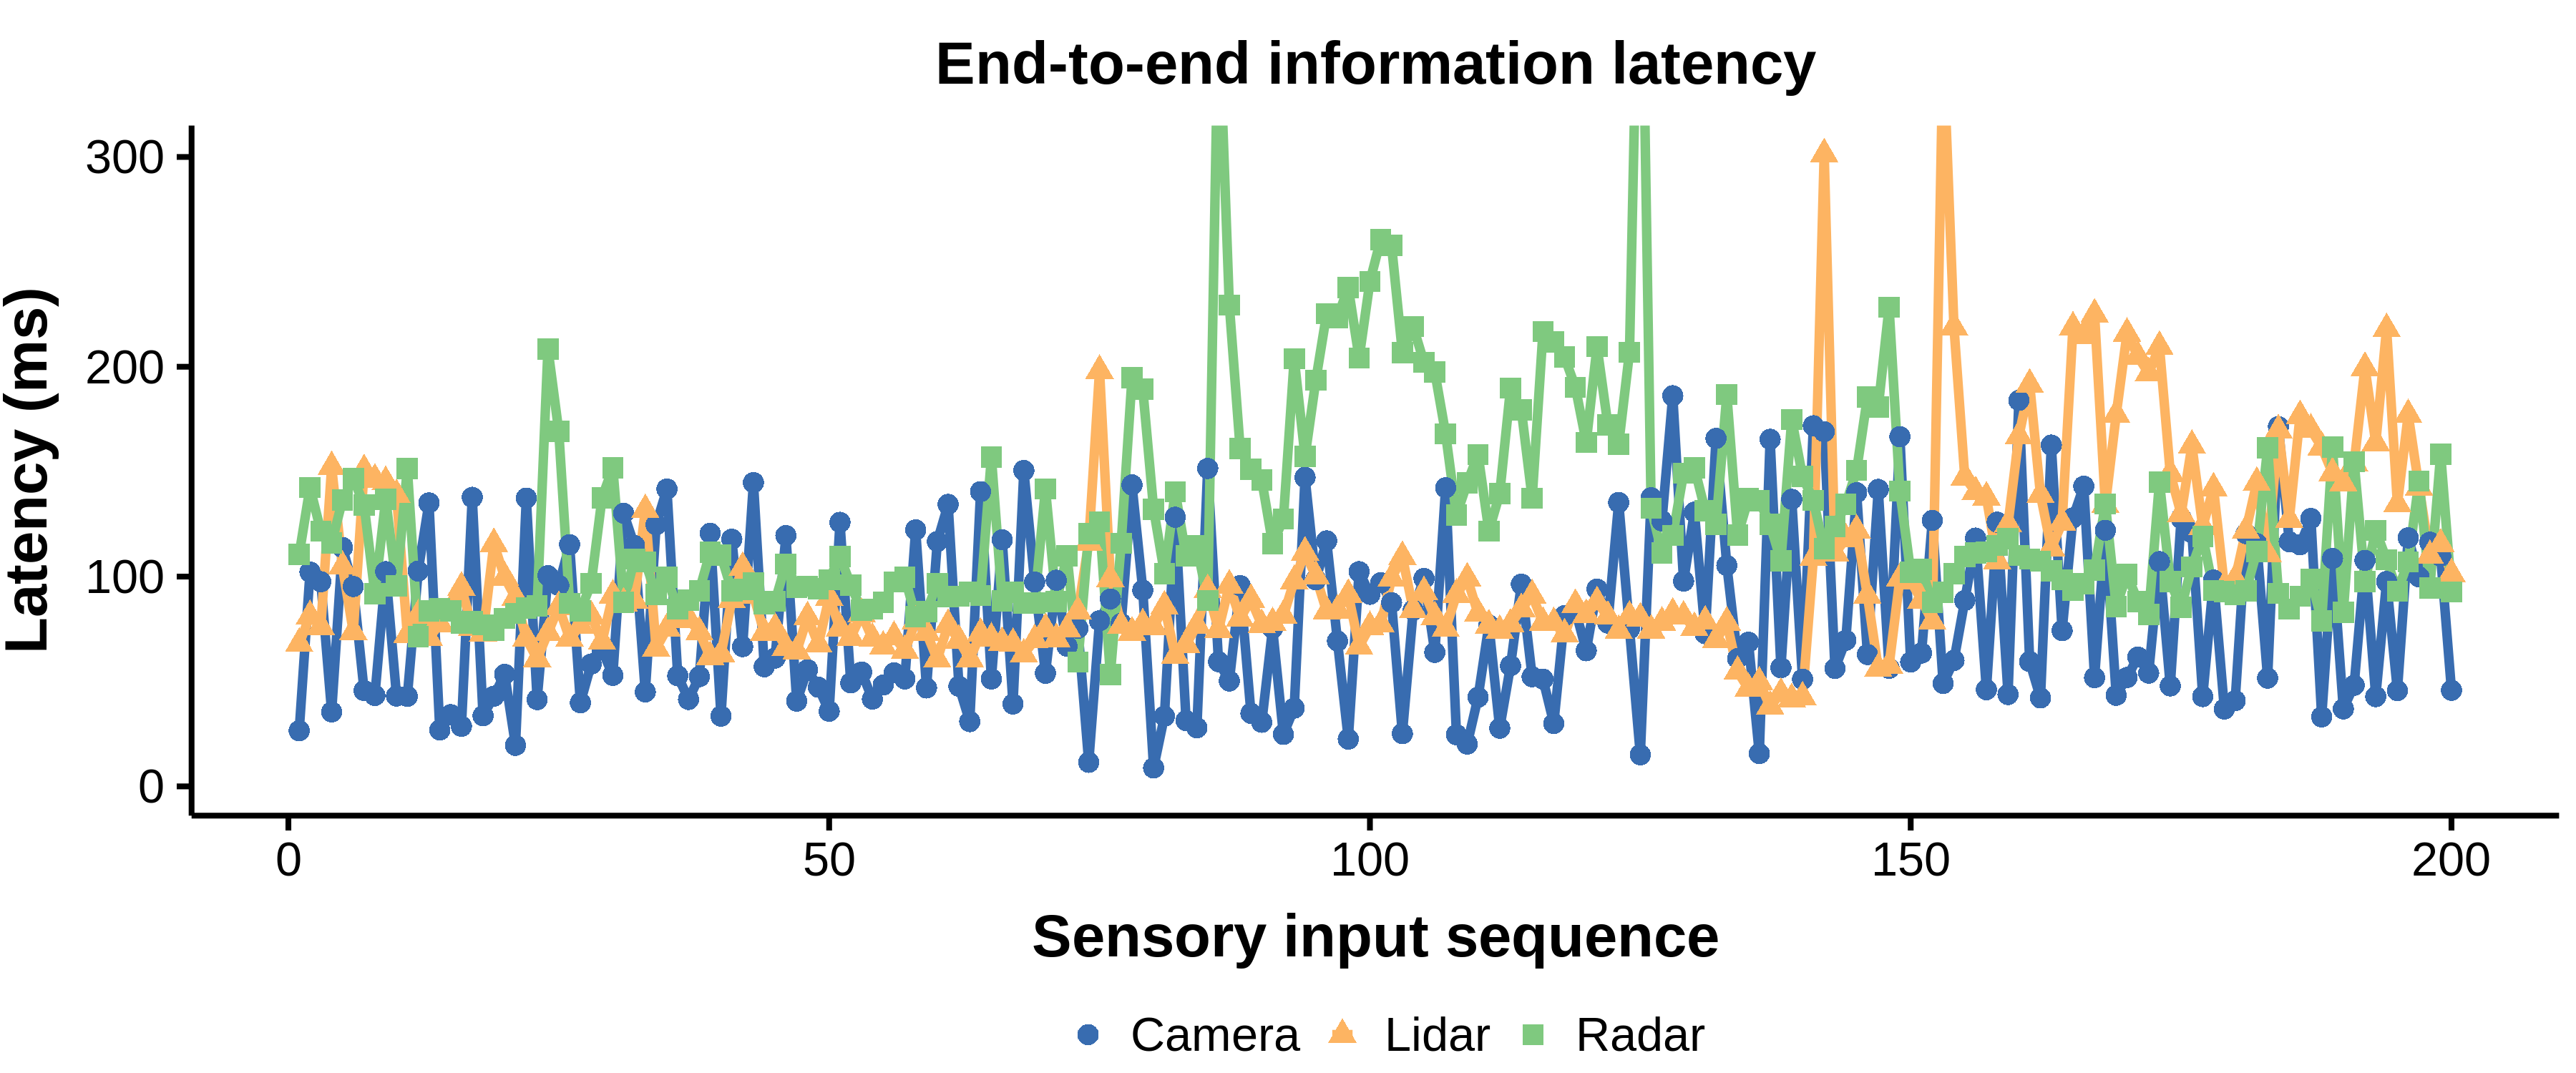 End-to-end information latency
Latency (ms)
300
200
100
0
0 50 100 150 200
Sensory input sequence
Camera Lidar Radar